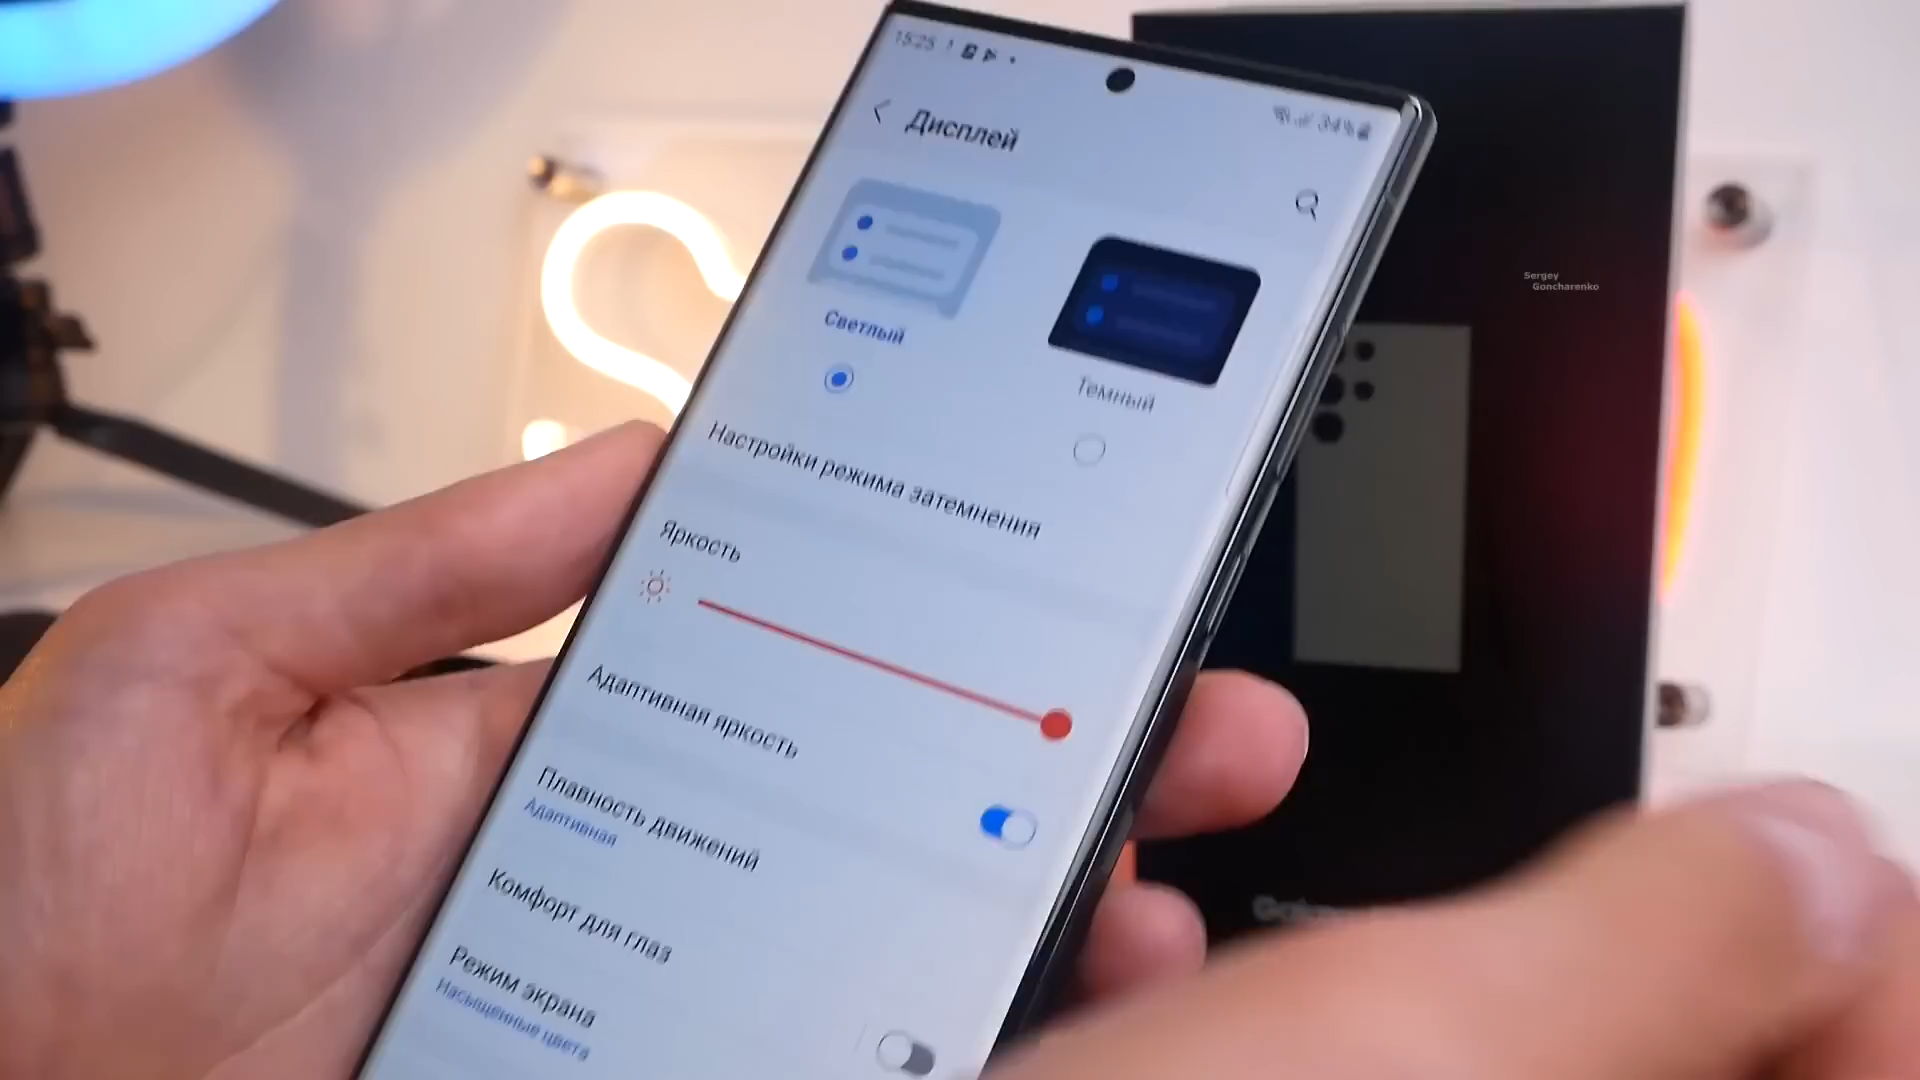 15:25
34%
Дисплей
Светлый
Темный
Настройки режима затемнения
Яркость
Адаптивная яркость
Плавность движений
Адаптивная
Комфорт для глаз
Режим экрана
Насыщенные цвета
Sergey
Goncharenko